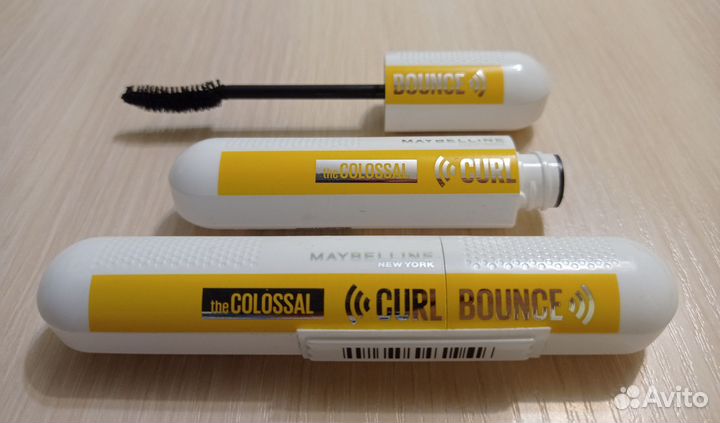 BOUNCE
MAYBELLINE
the COLOSSAL CURL
MAYBELLINE
NEW YORK
the COLOSSAL CURL BOUNCE
Avito